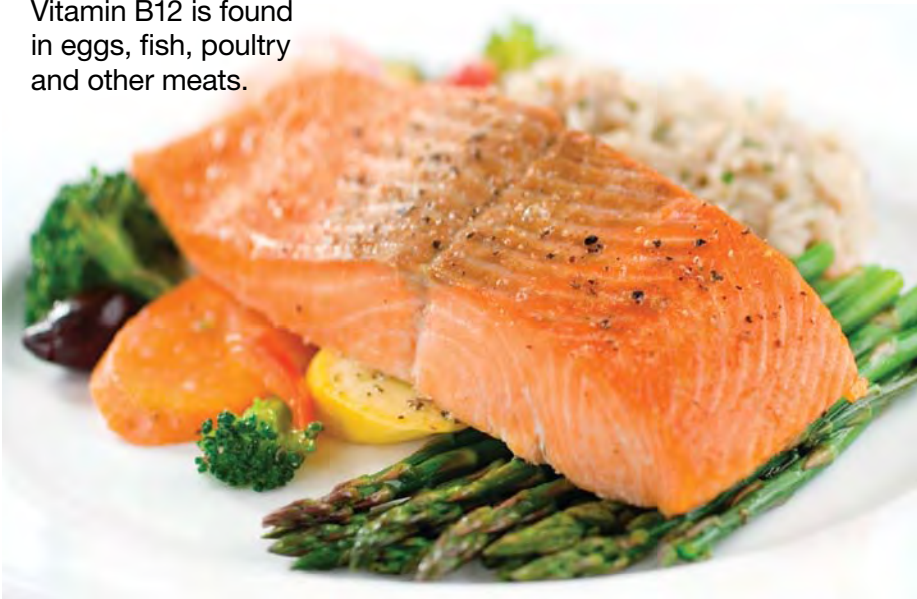 Vitamin B12 is found
in eggs, fish, poultry
and other meats.